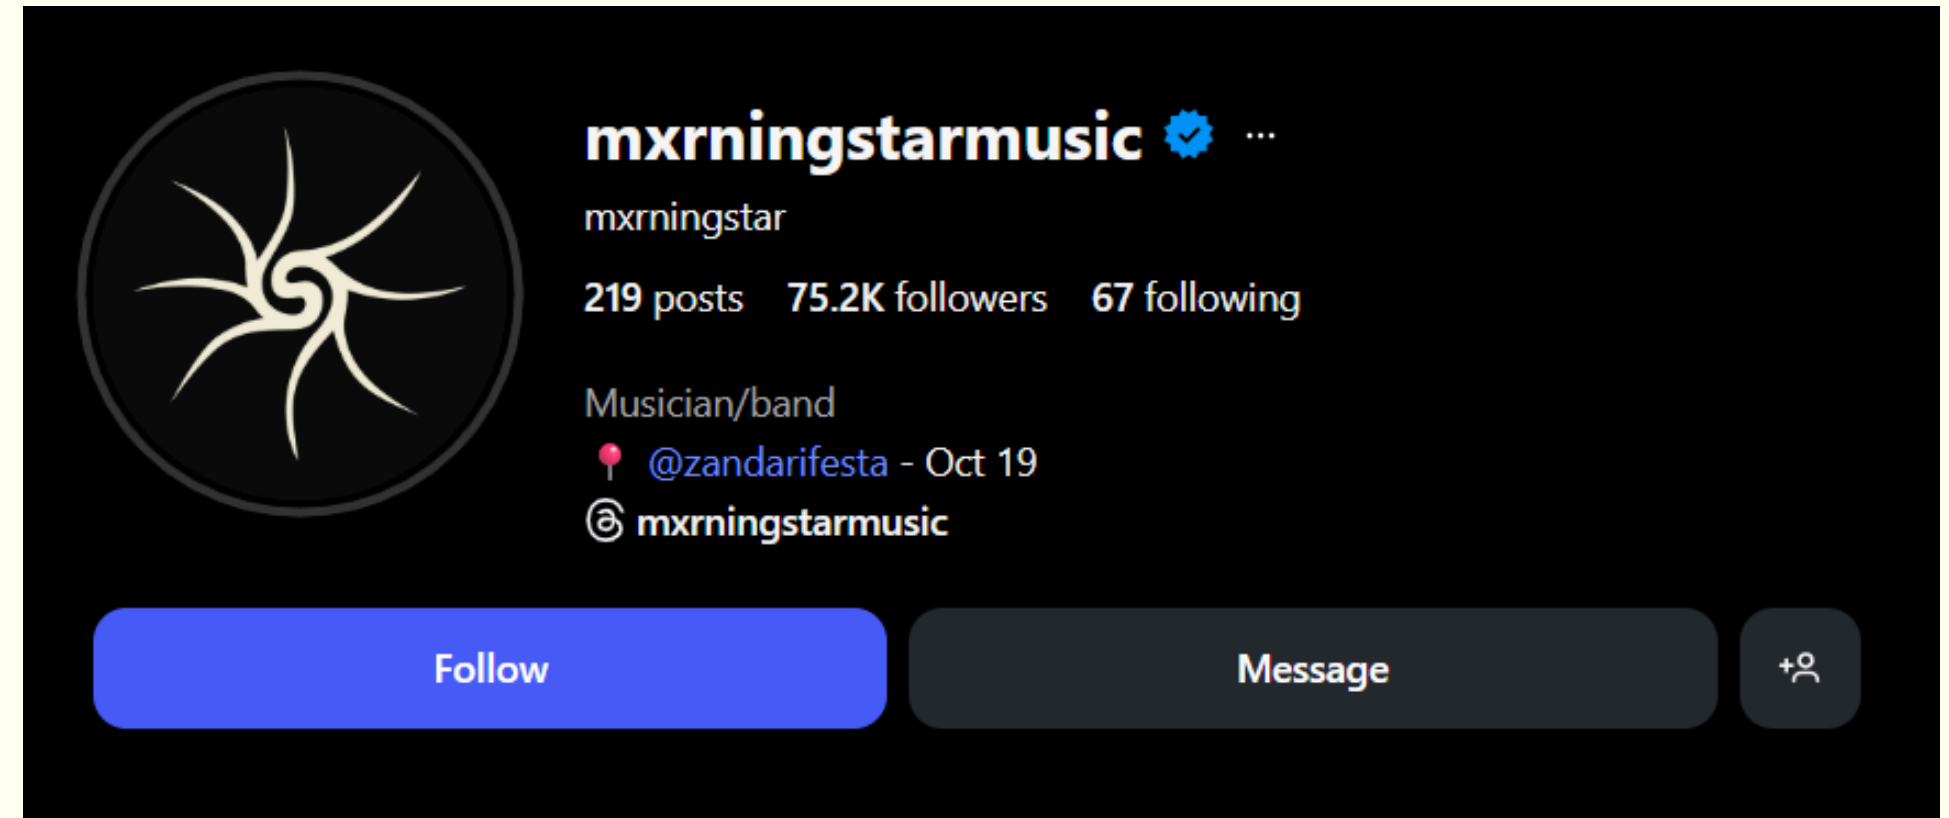 mxrningstarmusic ...
mxrningstar
219 posts 75.2K followers 67 following
Musician/band
📍 @zandarifesta - Oct 19
mxrningstarmusic
Follow Message